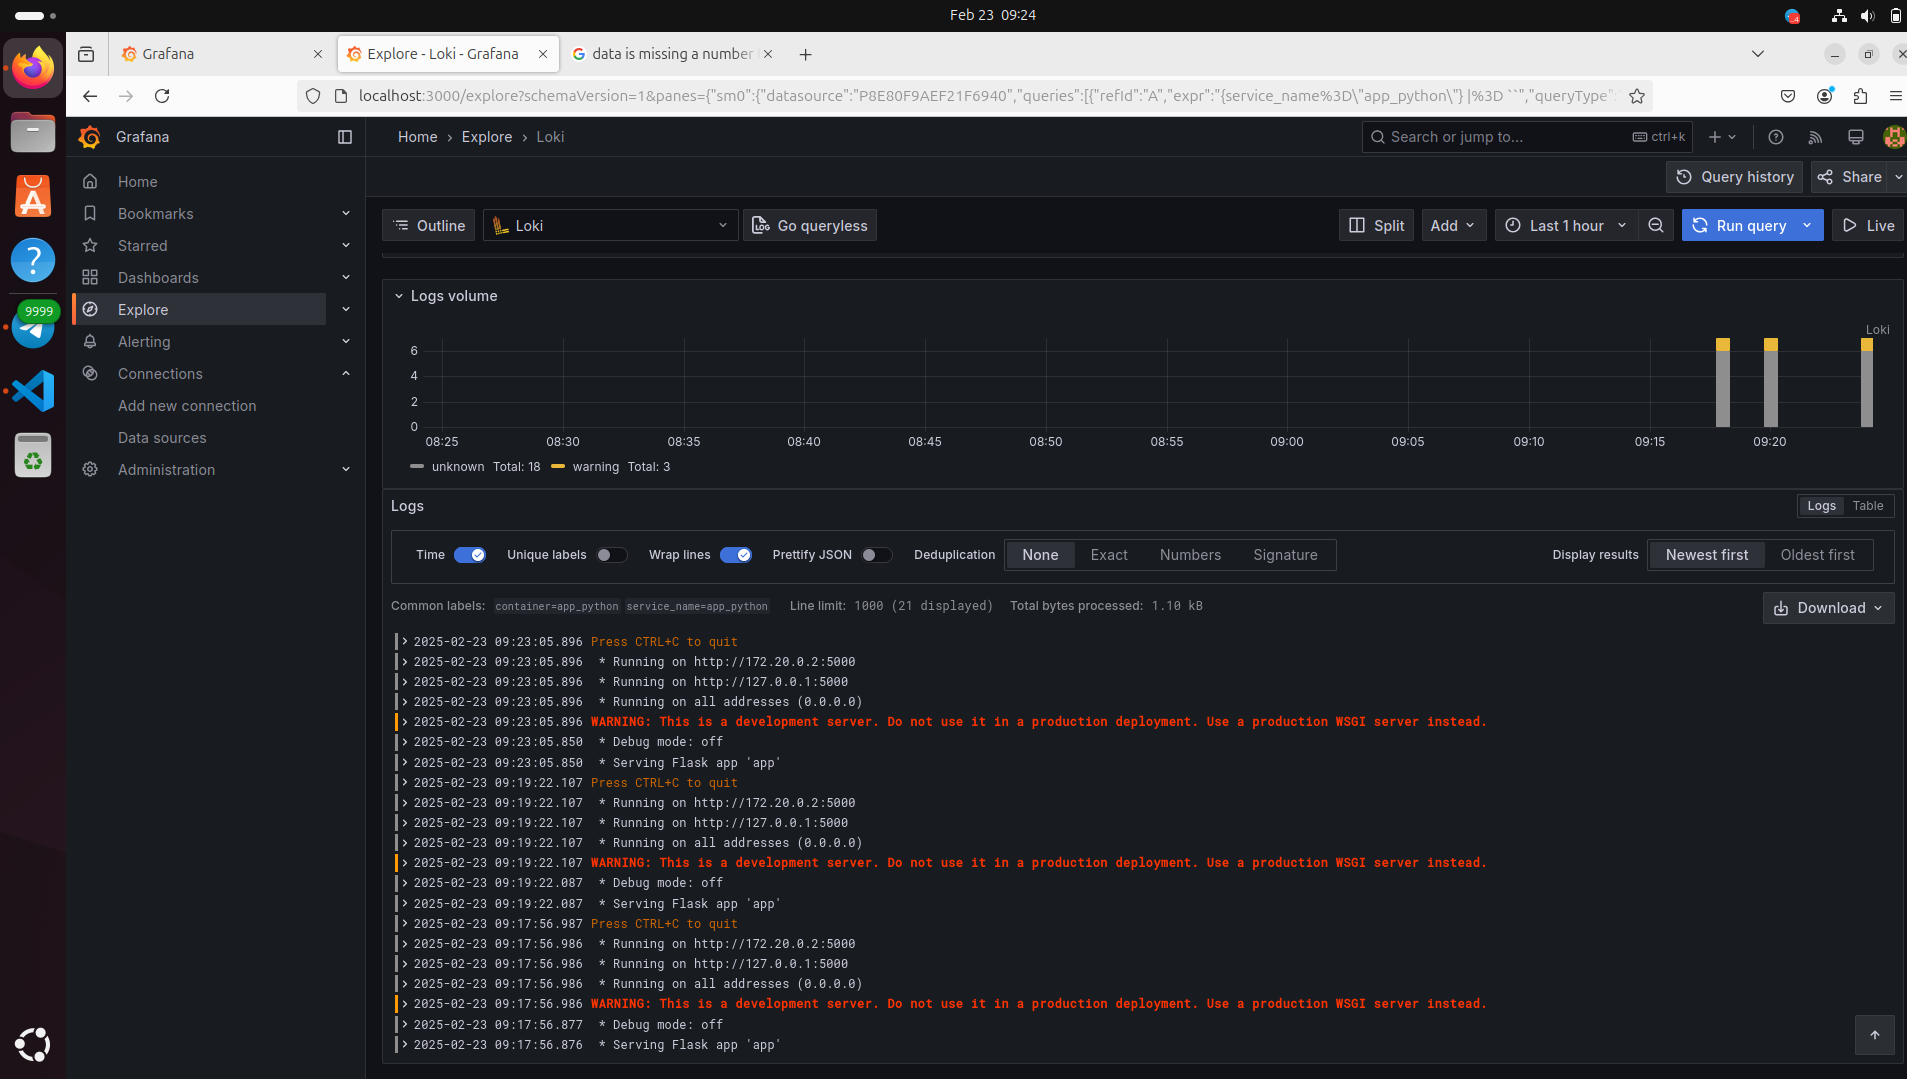 Feb 23 09:24
4
Grafana
Explore - Loki - Grafana
data is missing a number
localhost:3000/explore?schemaVersion=1&panes={"sm0":{"datasource":"P8E80F9AEF21F6940","queries":[{"refId":"A","expr":"{service_name%3D\"app_python\"} |%3D ``","queryType":
Grafana
Home › Explore › Loki
Search or jump to...
ctrl+k
Query history
Share
Home
Bookmarks
Starred
Dashboards
Explore
Alerting
Connections
Add new connection
Data sources
Administration
9999
Outline
Loki
LOG
Go queryless
Split
Add
Last 1 hour
Run query
Live
Logs volume
Loki
6
4
2
0
08:25 08:30 08:35 08:40 08:45 08:50 08:55 09:00 09:05 09:10 09:15 09:20
unknown Total: 18 warning Total: 3
Logs
Logs Table
Time Unique labels Wrap lines Prettify JSON Deduplication None Exact Numbers Signature Display results Newest first Oldest first
Common labels: container=app_python service_name=app_python Line limit: 1000 (21 displayed) Total bytes processed: 1.10 kB
Download
2025-02-23 09:23:05.896 Press CTRL+C to quit
2025-02-23 09:23:05.896 * Running on http://172.20.0.2:5000
2025-02-23 09:23:05.896 * Running on http://127.0.0.1:5000
2025-02-23 09:23:05.896 * Running on all addresses (0.0.0.0)
2025-02-23 09:23:05.896 WARNING: This is a development server. Do not use it in a production deployment. Use a production WSGI server instead.
2025-02-23 09:23:05.850 * Debug mode: off
2025-02-23 09:23:05.850 * Serving Flask app 'app'
2025-02-23 09:19:22.107 Press CTRL+C to quit
2025-02-23 09:19:22.107 * Running on http://172.20.0.2:5000
2025-02-23 09:19:22.107 * Running on http://127.0.0.1:5000
2025-02-23 09:19:22.107 * Running on all addresses (0.0.0.0)
2025-02-23 09:19:22.107 WARNING: This is a development server. Do not use it in a production deployment. Use a production WSGI server instead.
2025-02-23 09:19:22.087 * Debug mode: off
2025-02-23 09:19:22.087 * Serving Flask app 'app'
2025-02-23 09:17:56.987 Press CTRL+C to quit
2025-02-23 09:17:56.986 * Running on http://172.20.0.2:5000
2025-02-23 09:17:56.986 * Running on http://127.0.0.1:5000
2025-02-23 09:17:56.986 * Running on all addresses (0.0.0.0)
2025-02-23 09:17:56.986 WARNING: This is a development server. Do not use it in a production deployment. Use a production WSGI server instead.
2025-02-23 09:17:56.877 * Debug mode: off
2025-02-23 09:17:56.876 * Serving Flask app 'app'